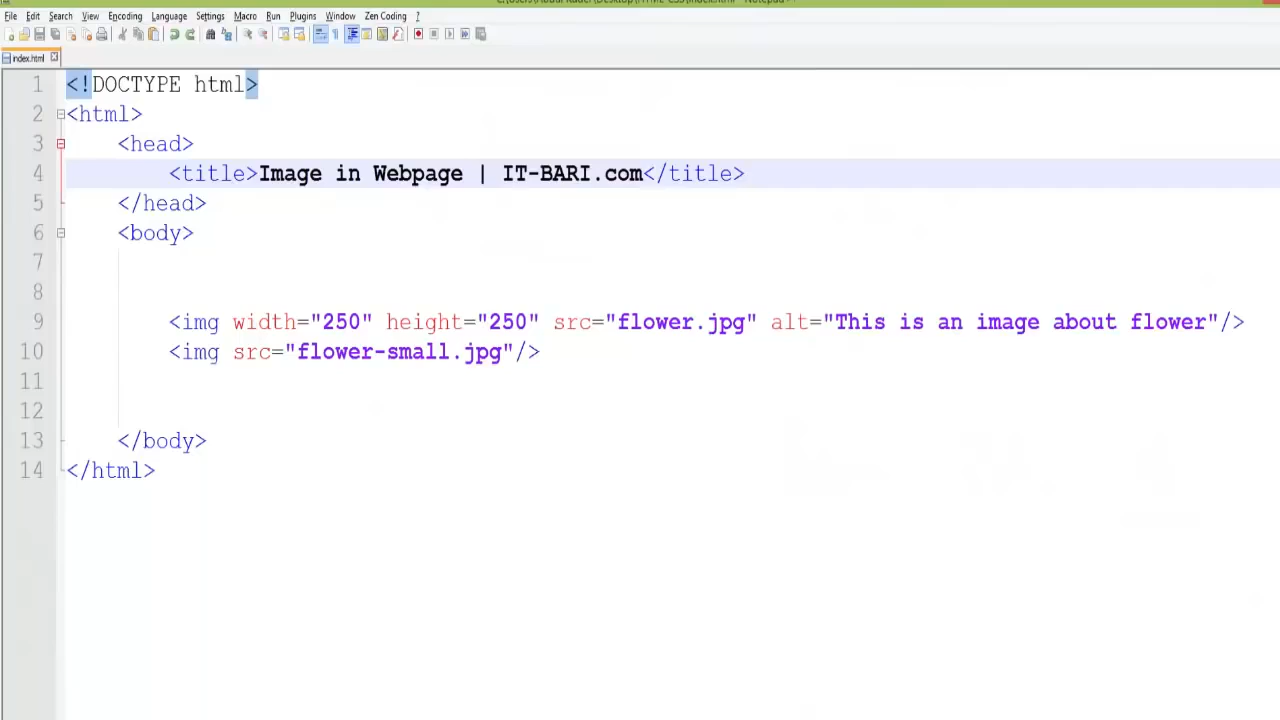 File Edit Search View Encoding Language Settings Macro Run Plugins Window Zen Coding ?
index.html
1 <!DOCTYPE html>
2 <html>
3 <head>
4 <title>Image in Webpage | IT-BARI.com</title>
5 </head>
6 <body>
7
8
9 <img width="250" height="250" src="flower.jpg" alt="This is an image about flower"/>
10 <img src="flower-small.jpg"/>
11
12
13 </body>
14 </html>